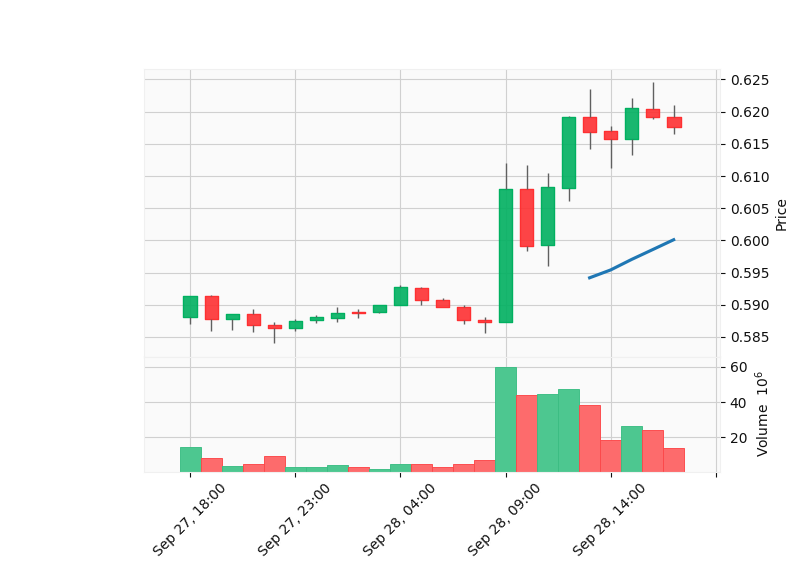 0.625
0.620
0.615
0.610
0.605
0.600
0.595
0.590
0.585
Price
60
40
20
Volume 10^6
Sep 27, 18:00
Sep 27, 23:00
Sep 28, 04:00
Sep 28, 09:00
Sep 28, 14:00